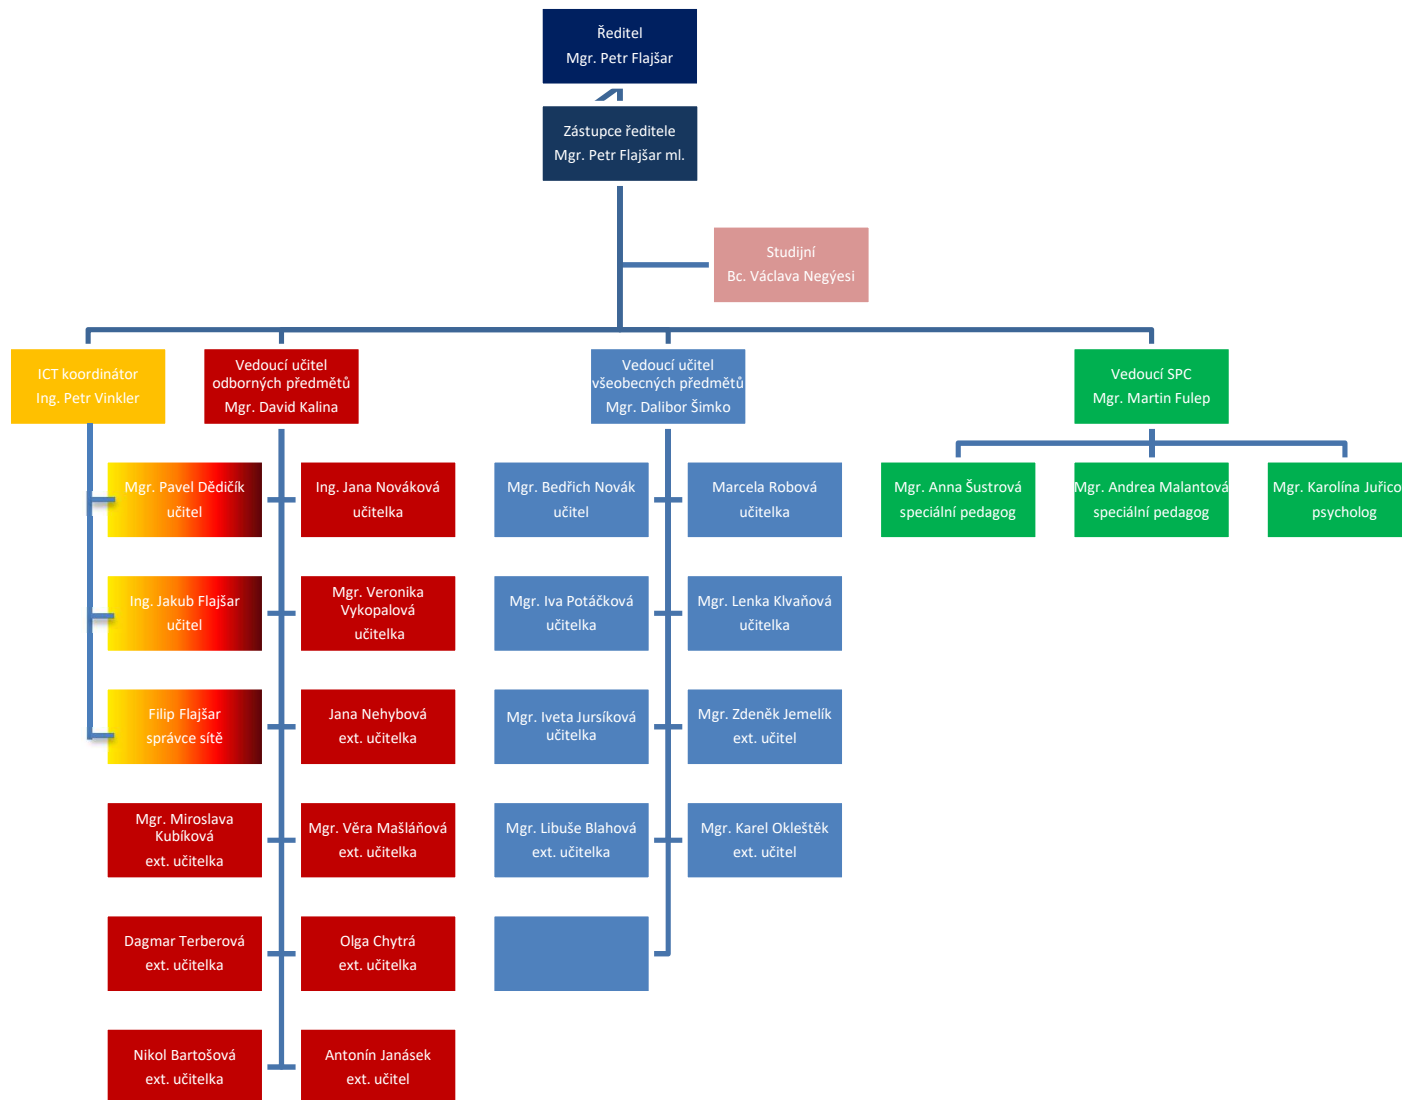 Ředitel
Mgr. Petr Flajšar
Zástupce ředitele
Mgr. Petr Flajšar ml.
Studijní
Bc. Václava Negýesi
ICT koordinátor
Ing. Petr Vinkler
Vedoucí učitel
odborných předmětů
Mgr. David Kalina
Vedoucí učitel
všeobecných předmětů
Mgr. Dalibor Šimko
Vedoucí SPC
Mgr. Martin Fulep
Mgr. Pavel Dědičík
učitel
Ing. Jana Nováková
učitelka
Mgr. Bedřich Novák
učitel
Marcela Robová
učitelka
Mgr. Anna Šustrová
speciální pedagog
Mgr. Andrea Malantová
speciální pedagog
Mgr. Karolína Juřico
psycholog
Ing. Jakub Flajšar
učitel
Mgr. Veronika
Vykopalová
učitelka
Mgr. Iva Potáčková
učitelka
Mgr. Lenka Klvaňová
učitelka
Filip Flajšar
správce sítě
Jana Nehybová
ext. učitelka
Mgr. Iveta Jursíková
učitelka
Mgr. Zdeněk Jemelík
ext. učitel
Mgr. Miroslava
Kubíková
ext. učitelka
Mgr. Věra Mašláňová
ext. učitelka
Mgr. Libuše Blahová
ext. učitelka
Mgr. Karel Okleštěk
ext. učitel
Dagmar Terberová
ext. učitelka
Olga Chytrá
ext. učitelka
Nikol Bartošová
ext. učitelka
Antonín Janásek
ext. učitel